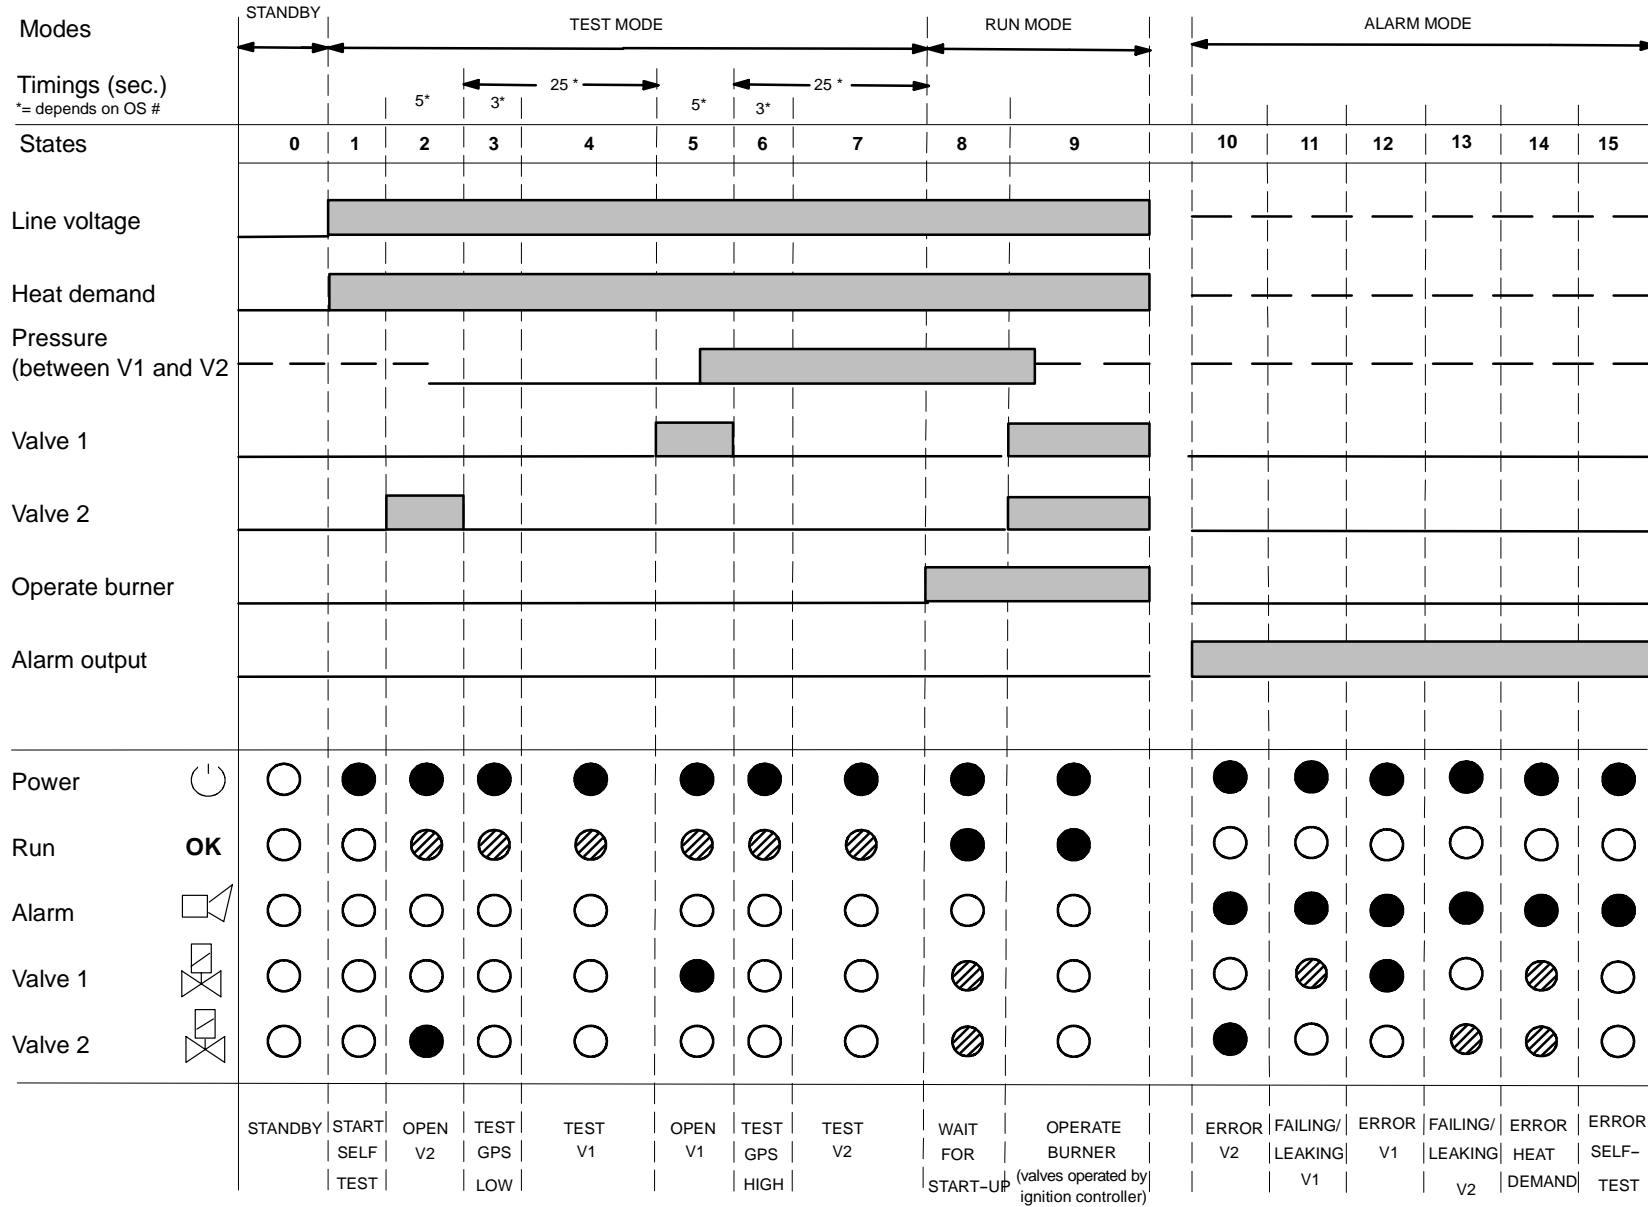 Modes STANDBY TEST MODE RUN MODE ALARM MODE
Timings (sec.) 25 * 25 *
*= depends on OS # 5* 3* 5* 3*
States 0 1 2 3 4 5 6 7 8 9 10 11 12 13 14 15
Line voltage
Heat demand
Pressure
(between V1 and V2
Valve 1
Valve 2
Operate burner
Alarm output
Power
Run OK
Alarm
Valve 1
Valve 2
STANDBY START OPEN TEST TEST OPEN TEST TEST WAIT OPERATE ERROR FAILING/ ERROR FAILING/ ERROR ERROR
SELF V2 GPS V1 V1 GPS V2 FOR BURNER V2 LEAKING V1 LEAKING HEAT SELF−
TEST LOW HIGH START−UP (valves operated by V1 V2 DEMAND TEST
ignition controller)